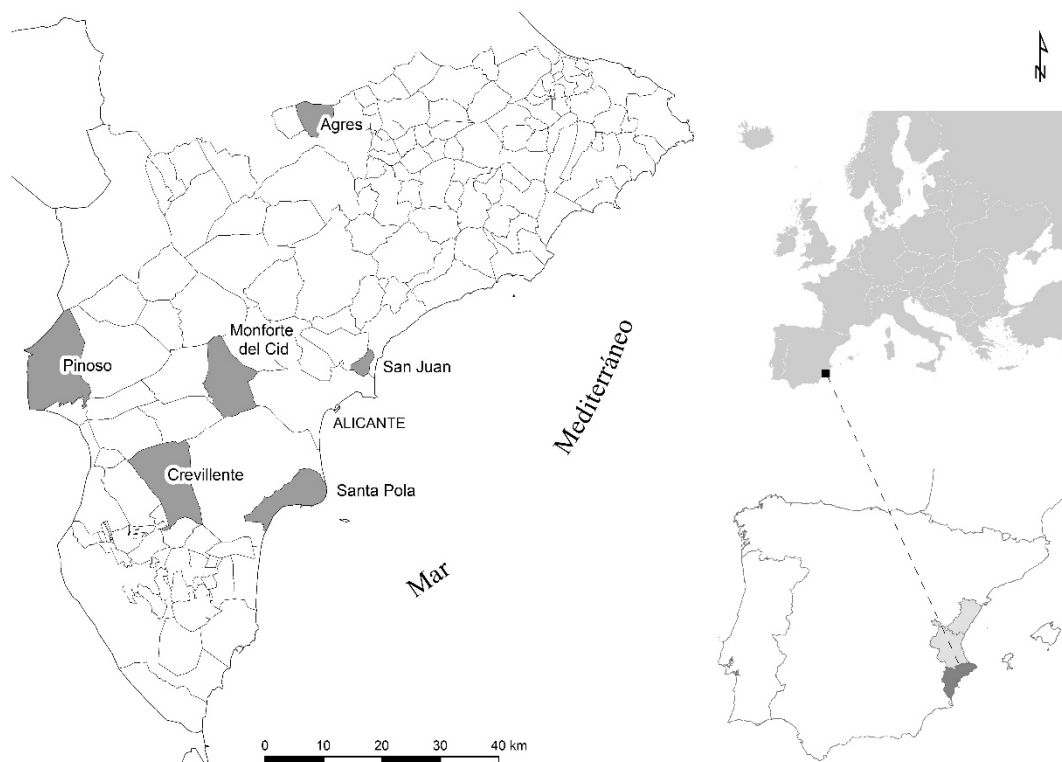 N
Agres
Monforte
del Cid
Pinoso
San Juan
ALICANTE
Crevillente
Santa Pola
Mediterráneo
Mar
0 10 20 30 40 km